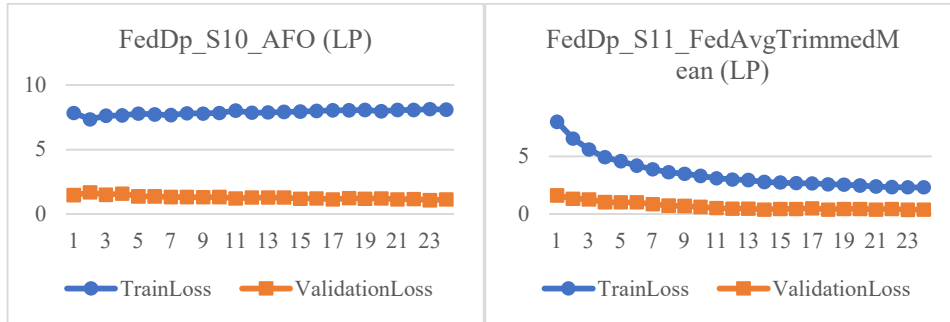 FedDp_S10_AFO (LP)
10
5
0
1 3 5 7 9 11 13 15 17 19 21 23
TrainLoss ValidationLoss
FedDp_S11_FedAvgTrimmedM
ean (LP)
5
0
1 3 5 7 9 11 13 15 17 19 21 23
TrainLoss ValidationLoss